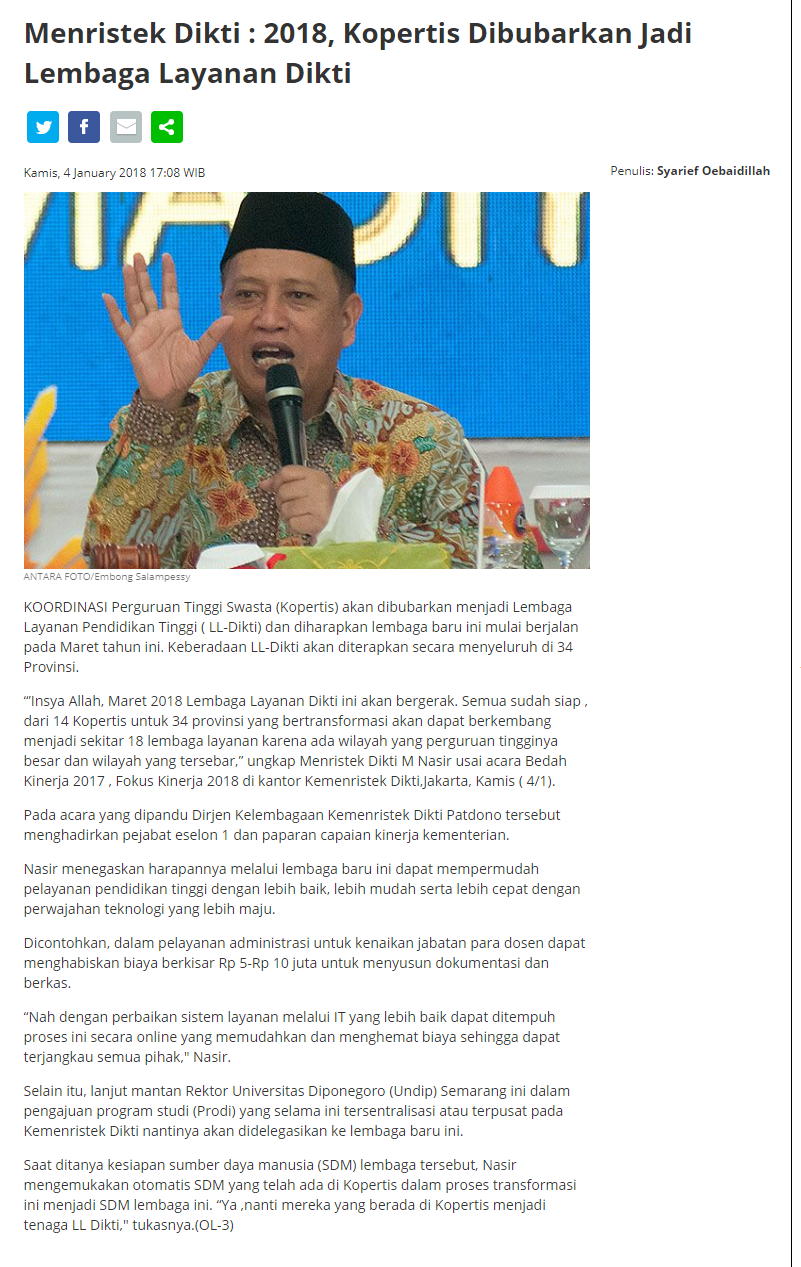 Menristek Dikti : 2018, Kopertis Dibubarkan Jadi
Lembaga Layanan Dikti
Kamis, 4 January 2018 17:08 WIB
Penulis: Syarief Oebaidillah
ANTARA FOTO/Embong Salampessy
KOORDINASI Perguruan Tinggi Swasta (Kopertis) akan dibubarkan menjadi Lembaga
Layanan Pendidikan Tinggi ( LL-Dikti) dan diharapkan lembaga baru ini mulai berjalan
pada Maret tahun ini. Keberadaan LL-Dikti akan diterapkan secara menyeluruh di 34
Provinsi.
“”Insya Allah, Maret 2018 Lembaga Layanan Dikti ini akan bergerak. Semua sudah siap ,
dari 14 Kopertis untuk 34 provinsi yang bertransformasi akan dapat berkembang
menjadi sekitar 18 lembaga layanan karena ada wilayah yang perguruan tingginya
besar dan wilayah yang tersebar,” ungkap Menristek Dikti M Nasir usai acara Bedah
Kinerja 2017 , Fokus Kinerja 2018 di kantor Kemenristek Dikti,Jakarta, Kamis ( 4/1).
Pada acara yang dipandu Dirjen Kelembagaan Kemenristek Dikti Patdono tersebut
menghadirkan pejabat eselon 1 dan paparan capaian kinerja kementerian.
Nasir menegaskan harapannya melalui lembaga baru ini dapat mempermudah
pelayanan pendidikan tinggi dengan lebih baik, lebih mudah serta lebih cepat dengan
perwajahan teknologi yang lebih maju.
Dicontohkan, dalam pelayanan administrasi untuk kenaikan jabatan para dosen dapat
menghabiskan biaya berkisar Rp 5-Rp 10 juta untuk menyusun dokumentasi dan
berkas.
“Nah dengan perbaikan sistem layanan melalui IT yang lebih baik dapat ditempuh
proses ini secara online yang memudahkan dan menghemat biaya sehingga dapat
terjangkau semua pihak," Nasir.
Selain itu, lanjut mantan Rektor Universitas Diponegoro (Undip) Semarang ini dalam
pengajuan program studi (Prodi) yang selama ini tersentralisasi atau terpusat pada
Kemenristek Dikti nantinya akan didelegasikan ke lembaga baru ini.
Saat ditanya kesiapan sumber daya manusia (SDM) lembaga tersebut, Nasir
mengemukakan otomatis SDM yang telah ada di Kopertis dalam proses transformasi
ini menjadi SDM lembaga ini. “Ya ,nanti mereka yang berada di Kopertis menjadi
tenaga LL Dikti," tukasnya.(OL-3)